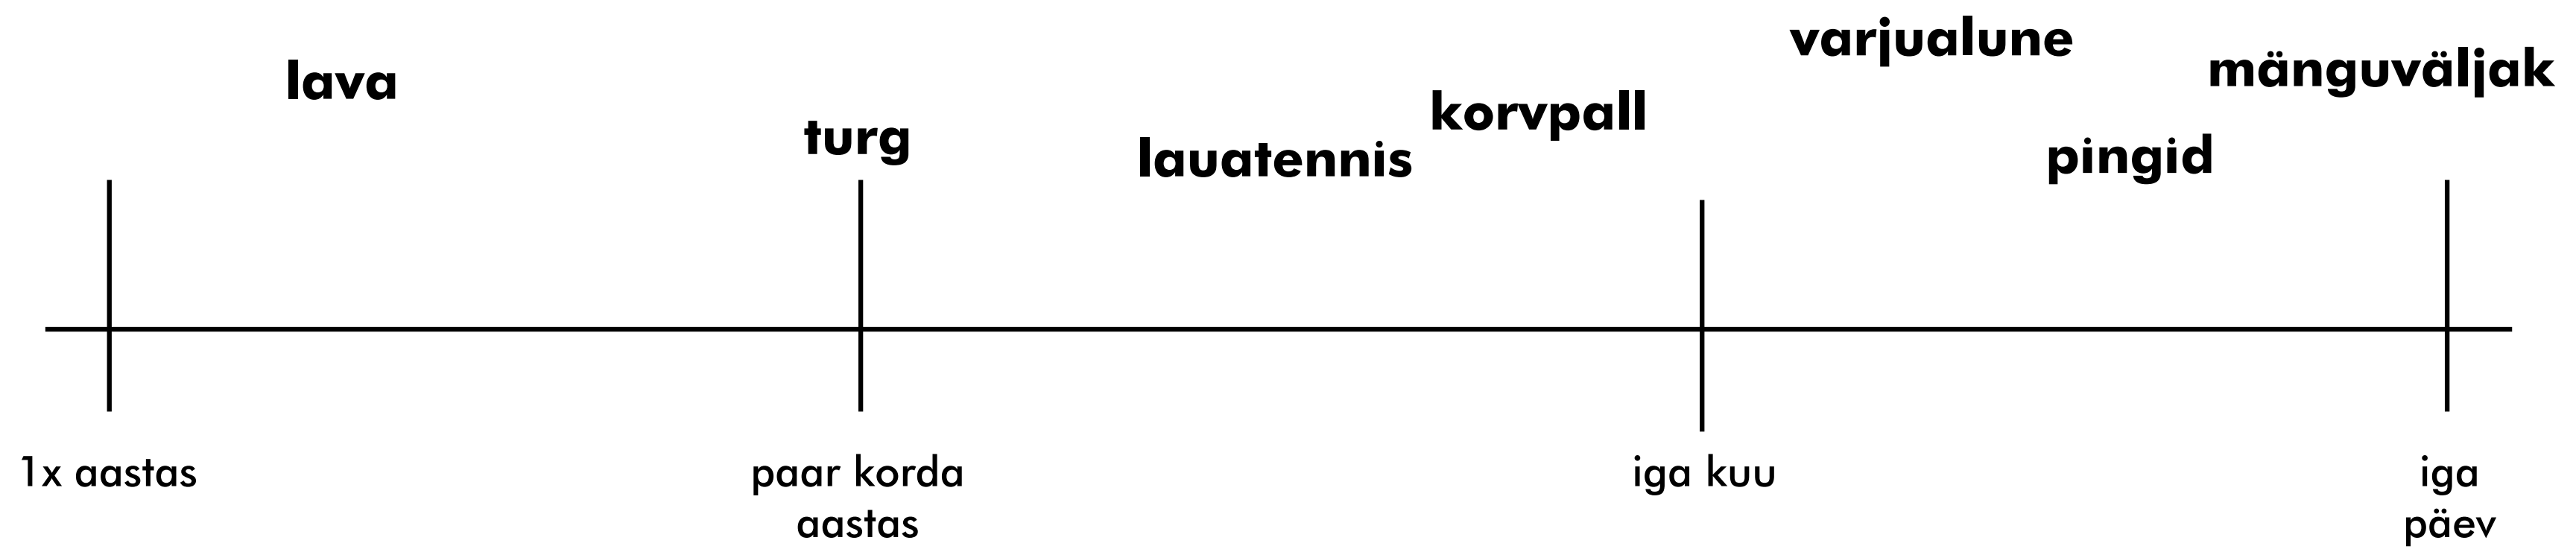 lava
turg
lauatennis
korvpall
varjualune
pingid
mänguväljak
1x aastas
paar korda
aastas
iga kuu
iga
päev